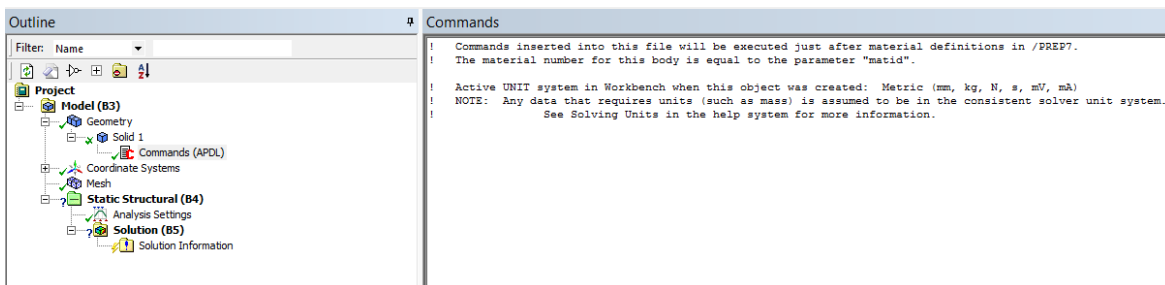 Outline
Filter: Name
Project
Model (B3)
Geometry
Solid 1
Commands (APDL)
Coordinate Systems
Mesh
Static Structural (B4)
Analysis Settings
Solution (B5)
Solution Information
Commands
! Commands inserted into this file will be executed just after material definitions in /PREP7.
! The material number for this body is equal to the parameter "matid".
! Active UNIT system in Workbench when this object was created: Metric (mm, kg, N, s, mV, mA)
! NOTE: Any data that requires units (such as mass) is assumed to be in the consistent solver unit system.
! See Solving Units in the help system for more information.